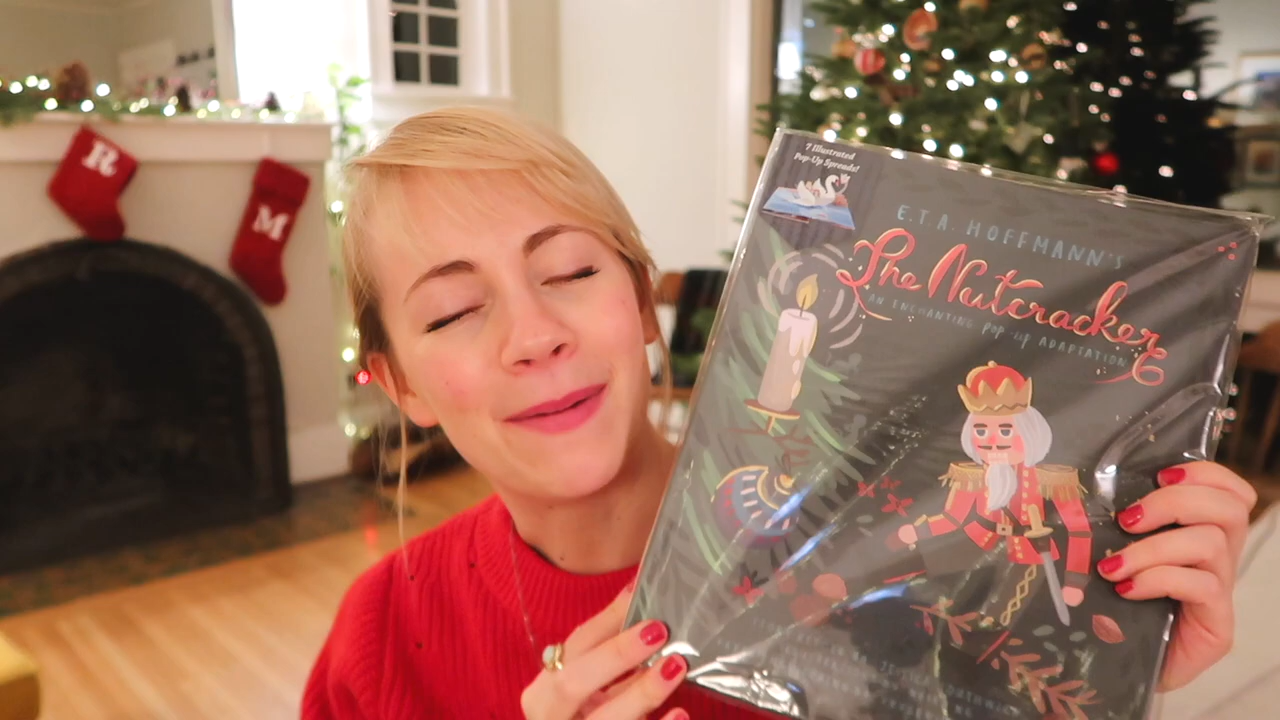 R
M
7 Illustrated
Pop-Up Spreads!
E.T.A. HOFFMANN'S
The Nutcracker
AN ENCHANTING POP-UP ADAPTATION